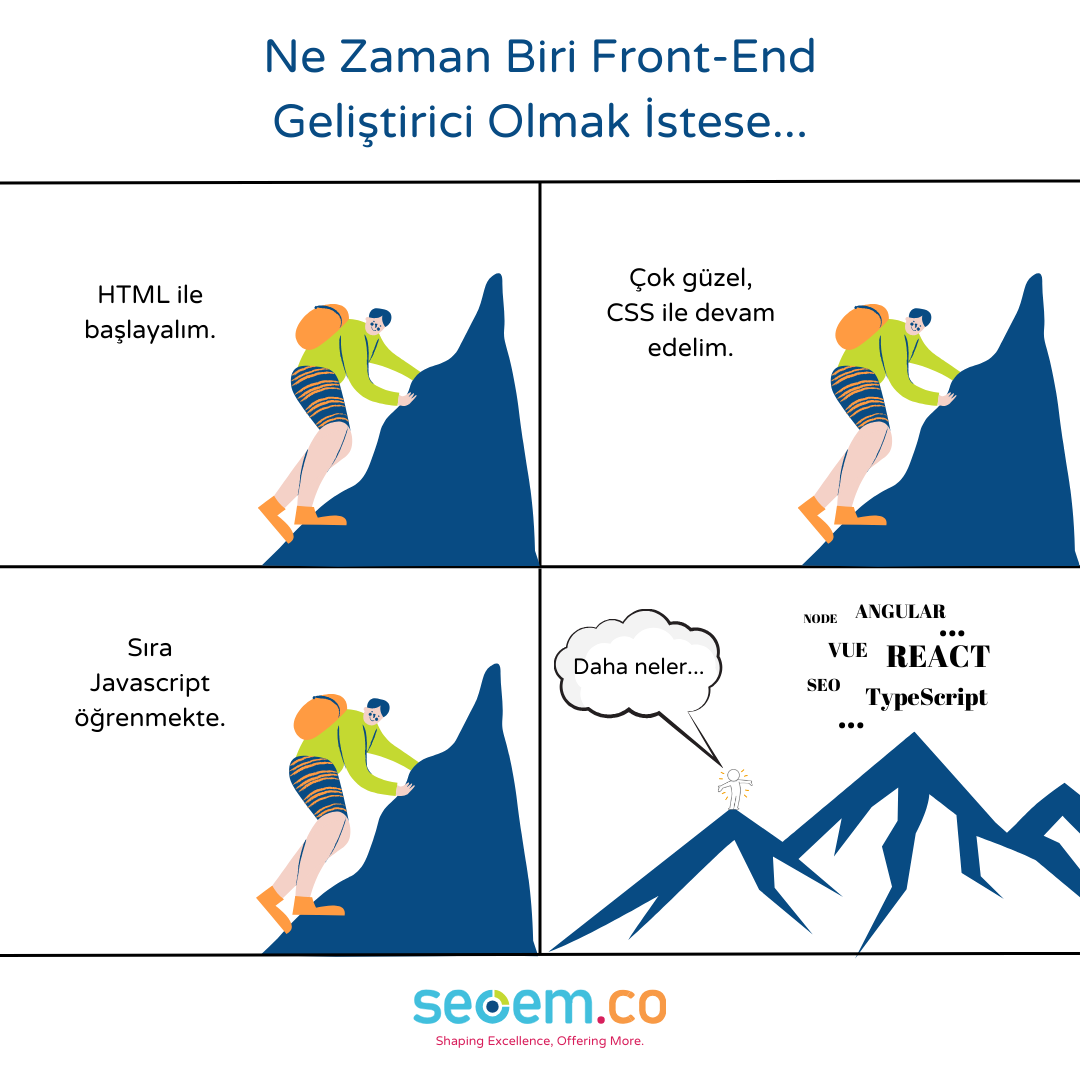 Ne Zaman Biri Front-End
Geliştirici Olmak İstese...
HTML ile
başlayalım.
Çok güzel,
CSS ile devam
edelim.
Sıra
Javascript
öğrenmekte.
Daha neler...
NODE
ANGULAR
...
VUE
REACT
SEO
TypeScript
...
seoem.co
Shaping Excellence, Offering More.